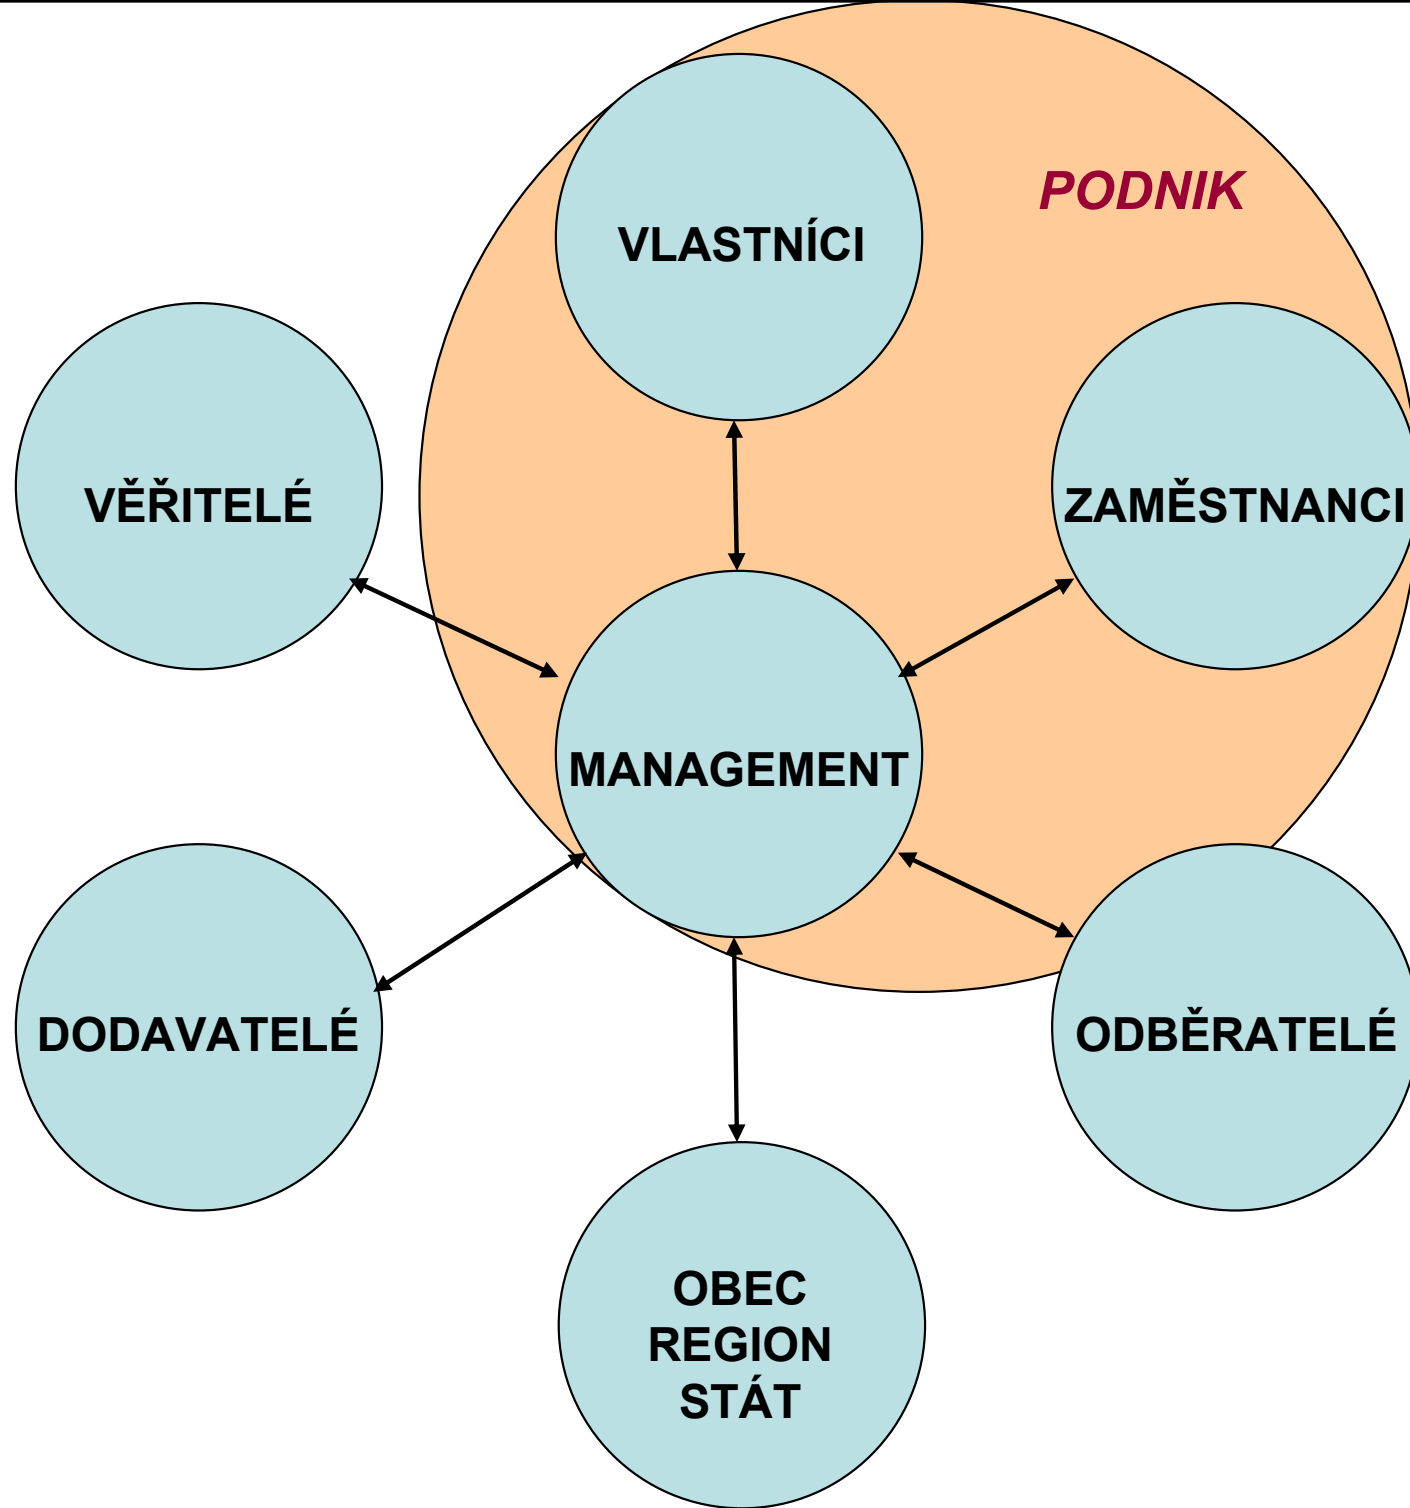 PODNIK
VLASTNÍCI
VĚŘITELÉ
ZAMĚSTNANCI
MANAGEMENT
DODAVATELÉ
ODBĚRATELÉ
OBEC
REGION
STÁT